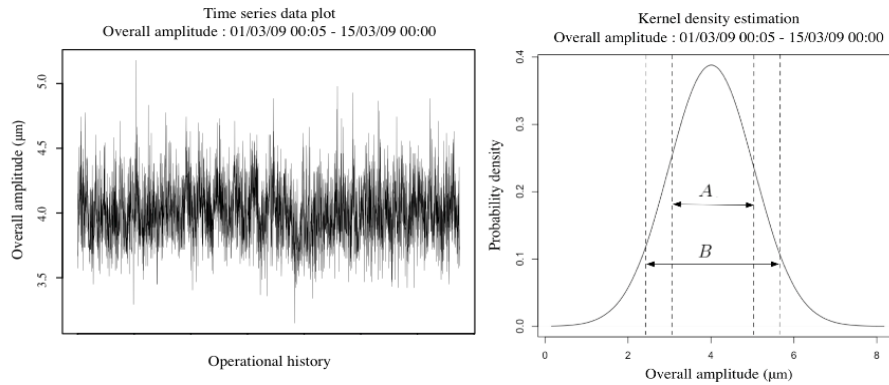 Time series data plot
Overall amplitude : 01/03/09 00:05 - 15/03/09 00:00
Overall amplitude (μm)
5.0
4.5
4.0
3.5
Operational history
Kernel density estimation
Overall amplitude : 01/03/09 00:05 - 15/03/09 00:00
Probability density
0.4
0.3
0.2
0.1
0.0
A
B
0 2 4 6 8
Overall amplitude (μm)